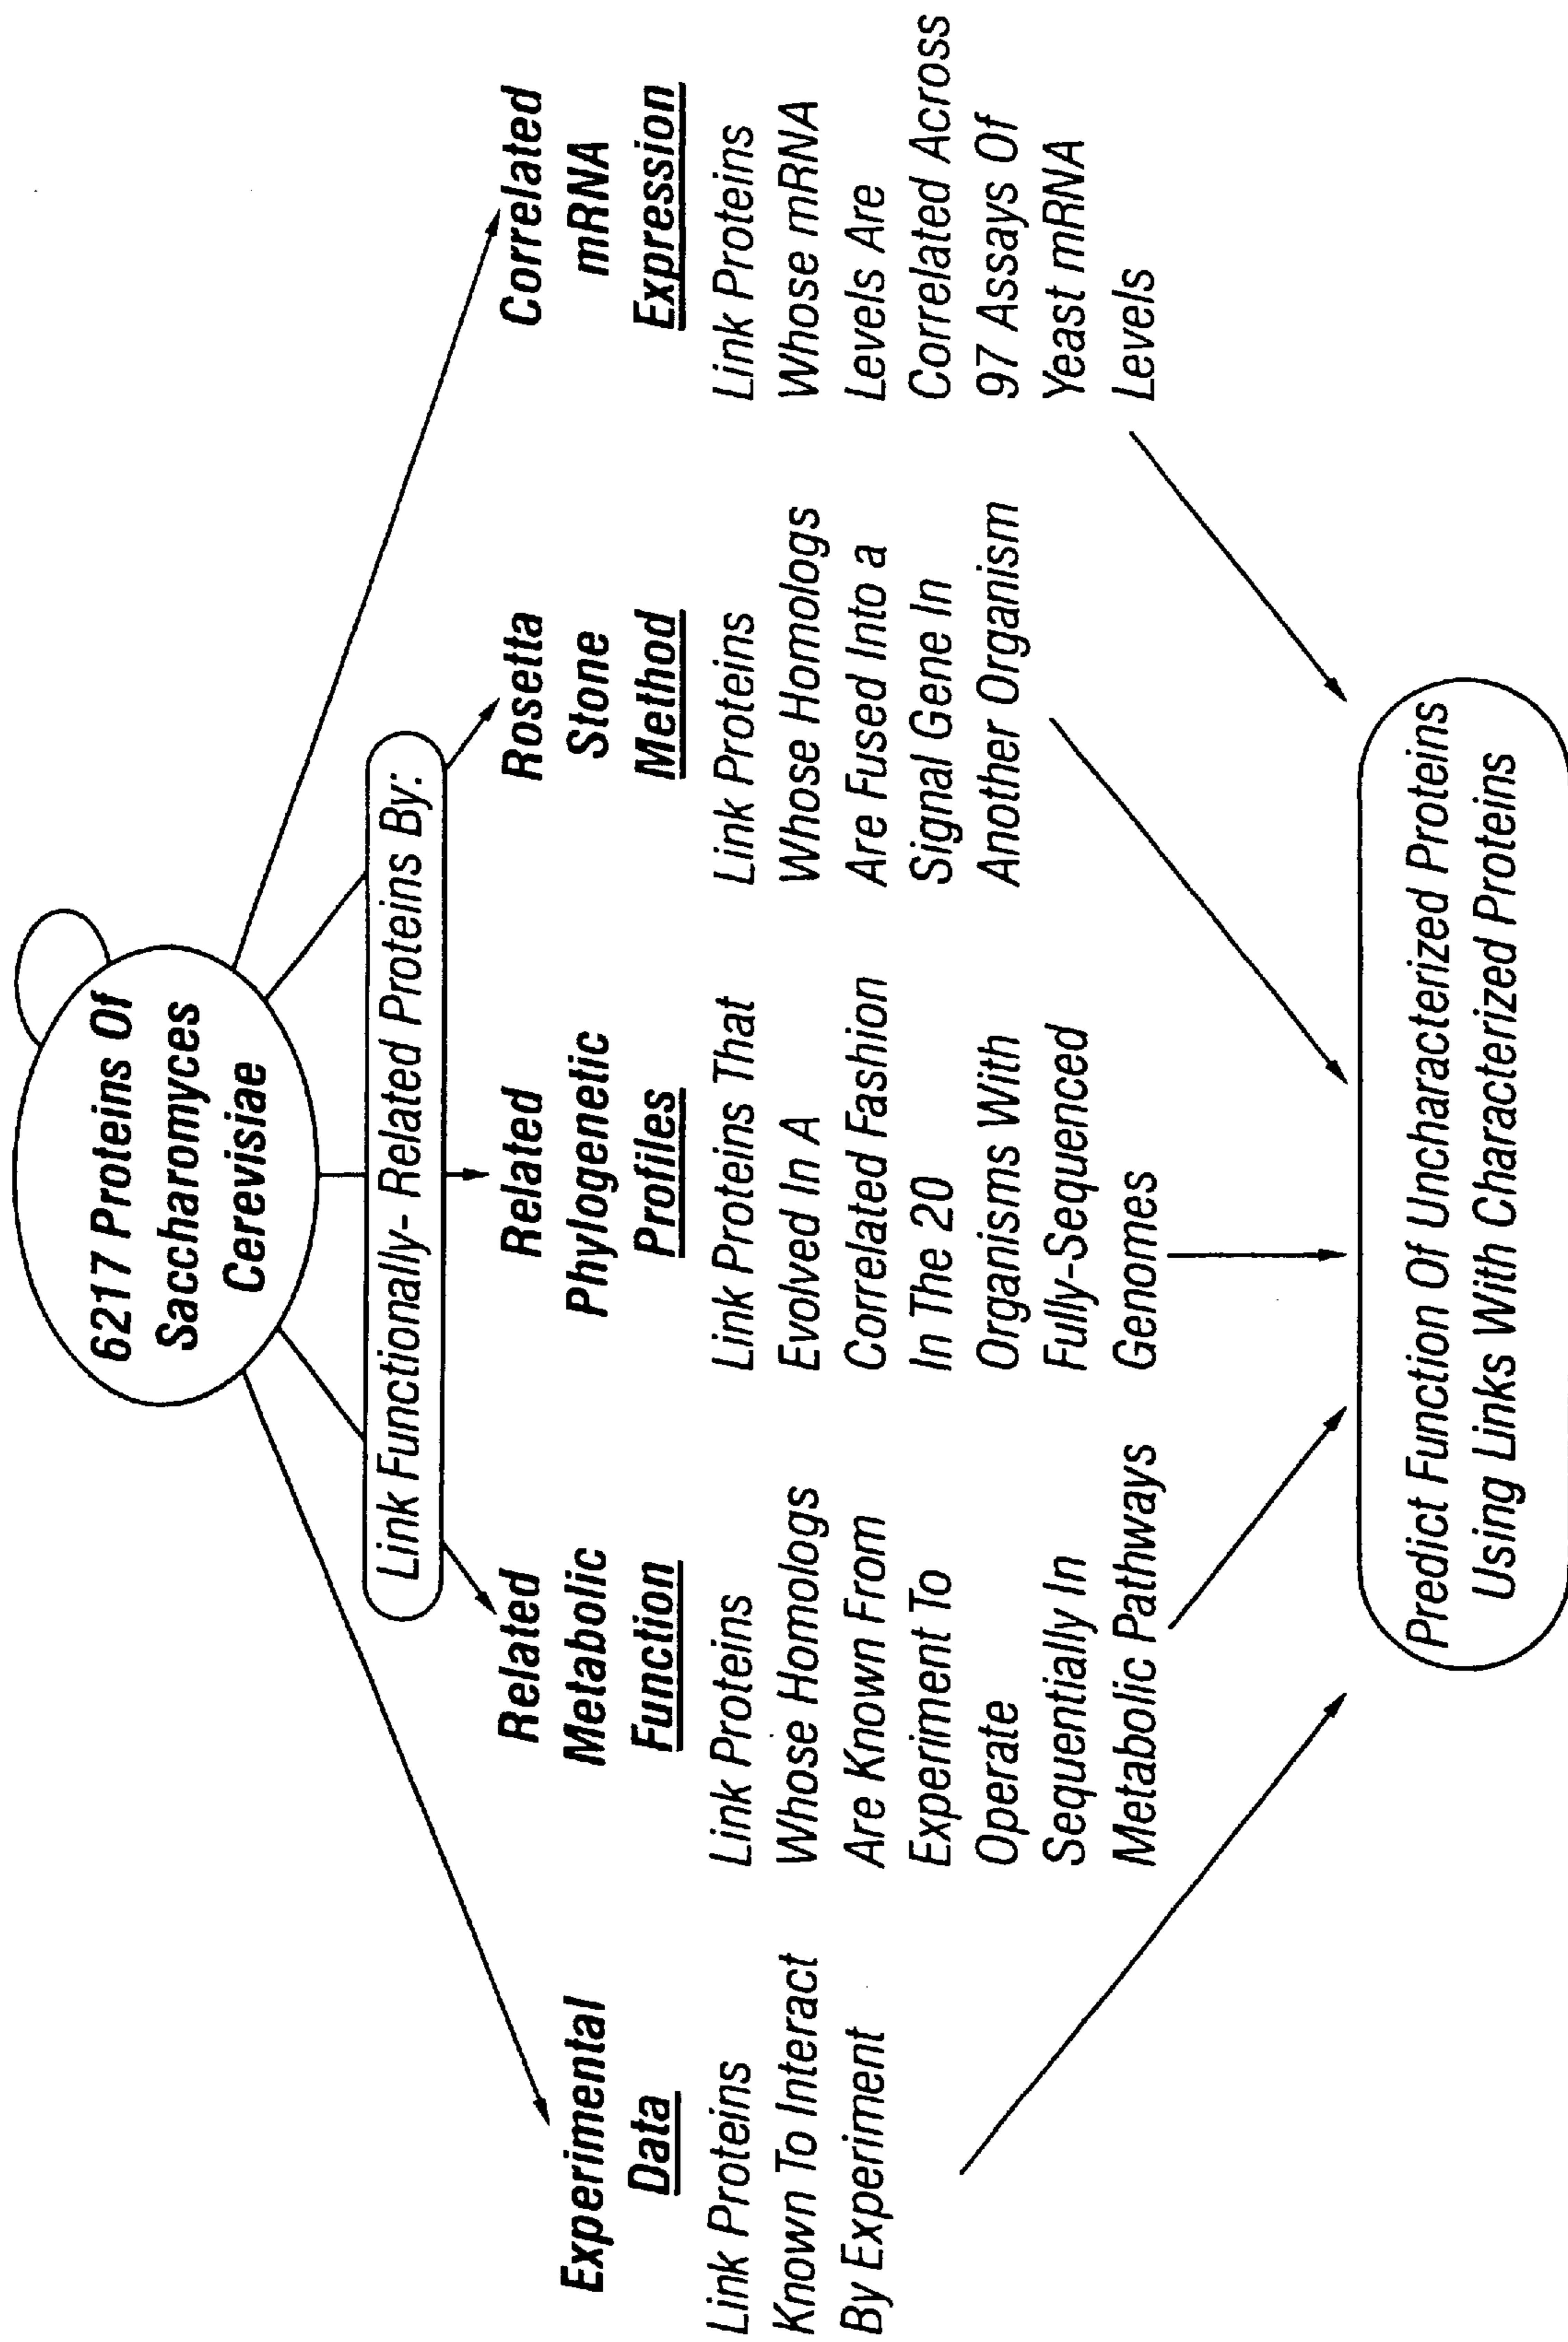 6217 Proteins Of
Saccharomyces
Cerevisiae
Link Functionally- Related Proteins By:
Experimental
Data
Link Proteins
Known To Interact
By Experiment
Related
Metabolic
Function
Link Proteins
Whose Homologs
Are Known From
Experiment To
Operate
Sequentially In
Metabolic Pathways
Related
Phylogenetic
Profiles
Link Proteins That
Evolved In A
Correlated Fashion
In The 20
Organisms With
Fully-Sequenced
Genomes
Rosetta
Stone
Method
Link Proteins
Whose Homologs
Are Fused Into a
Signal Gene In
Another Organism
Correlated
mRNA
Expression
Link Proteins
Whose mRNA
Levels Are
Correlated Across
97 Assays Of
Yeast mRNA
Levels
Predict Function Of Uncharacterized Proteins
Using Links With Characterized Proteins